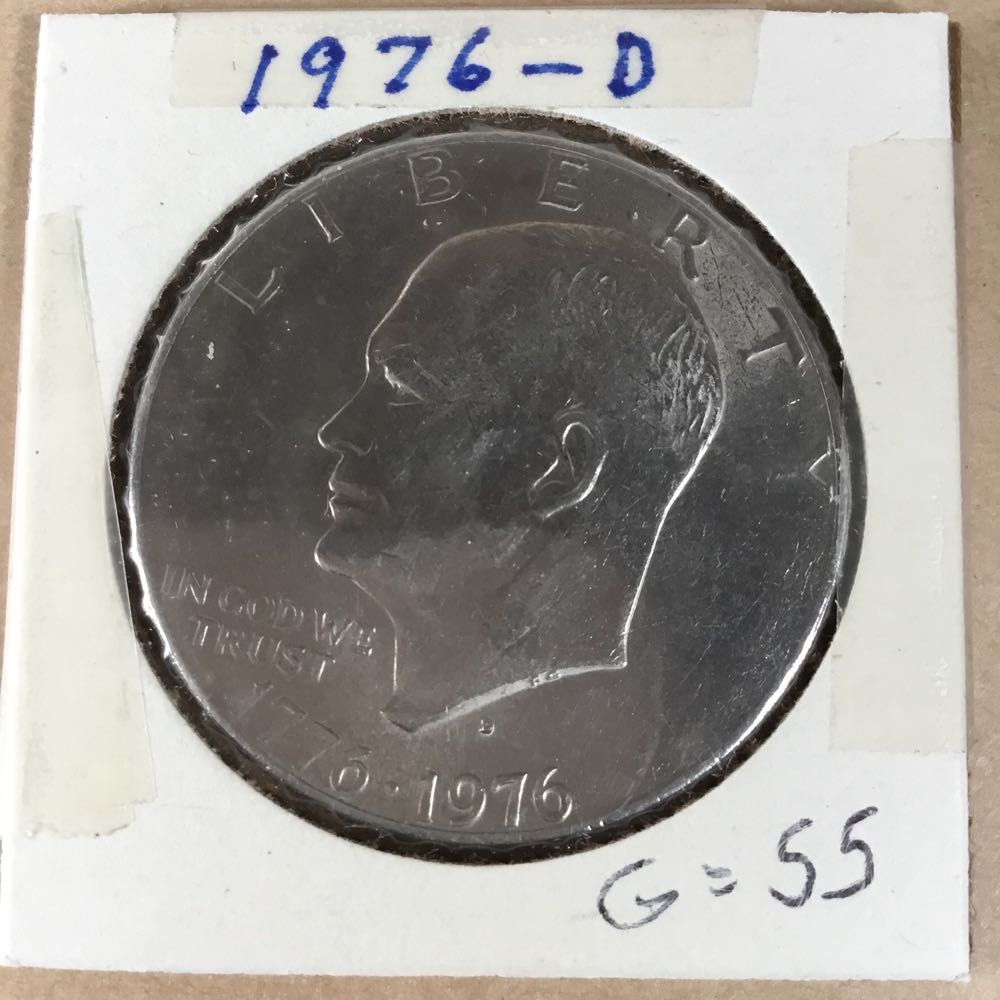 1976-D
LIBERTY
IN GOD WE
TRUST
D
1776·1976
G=55